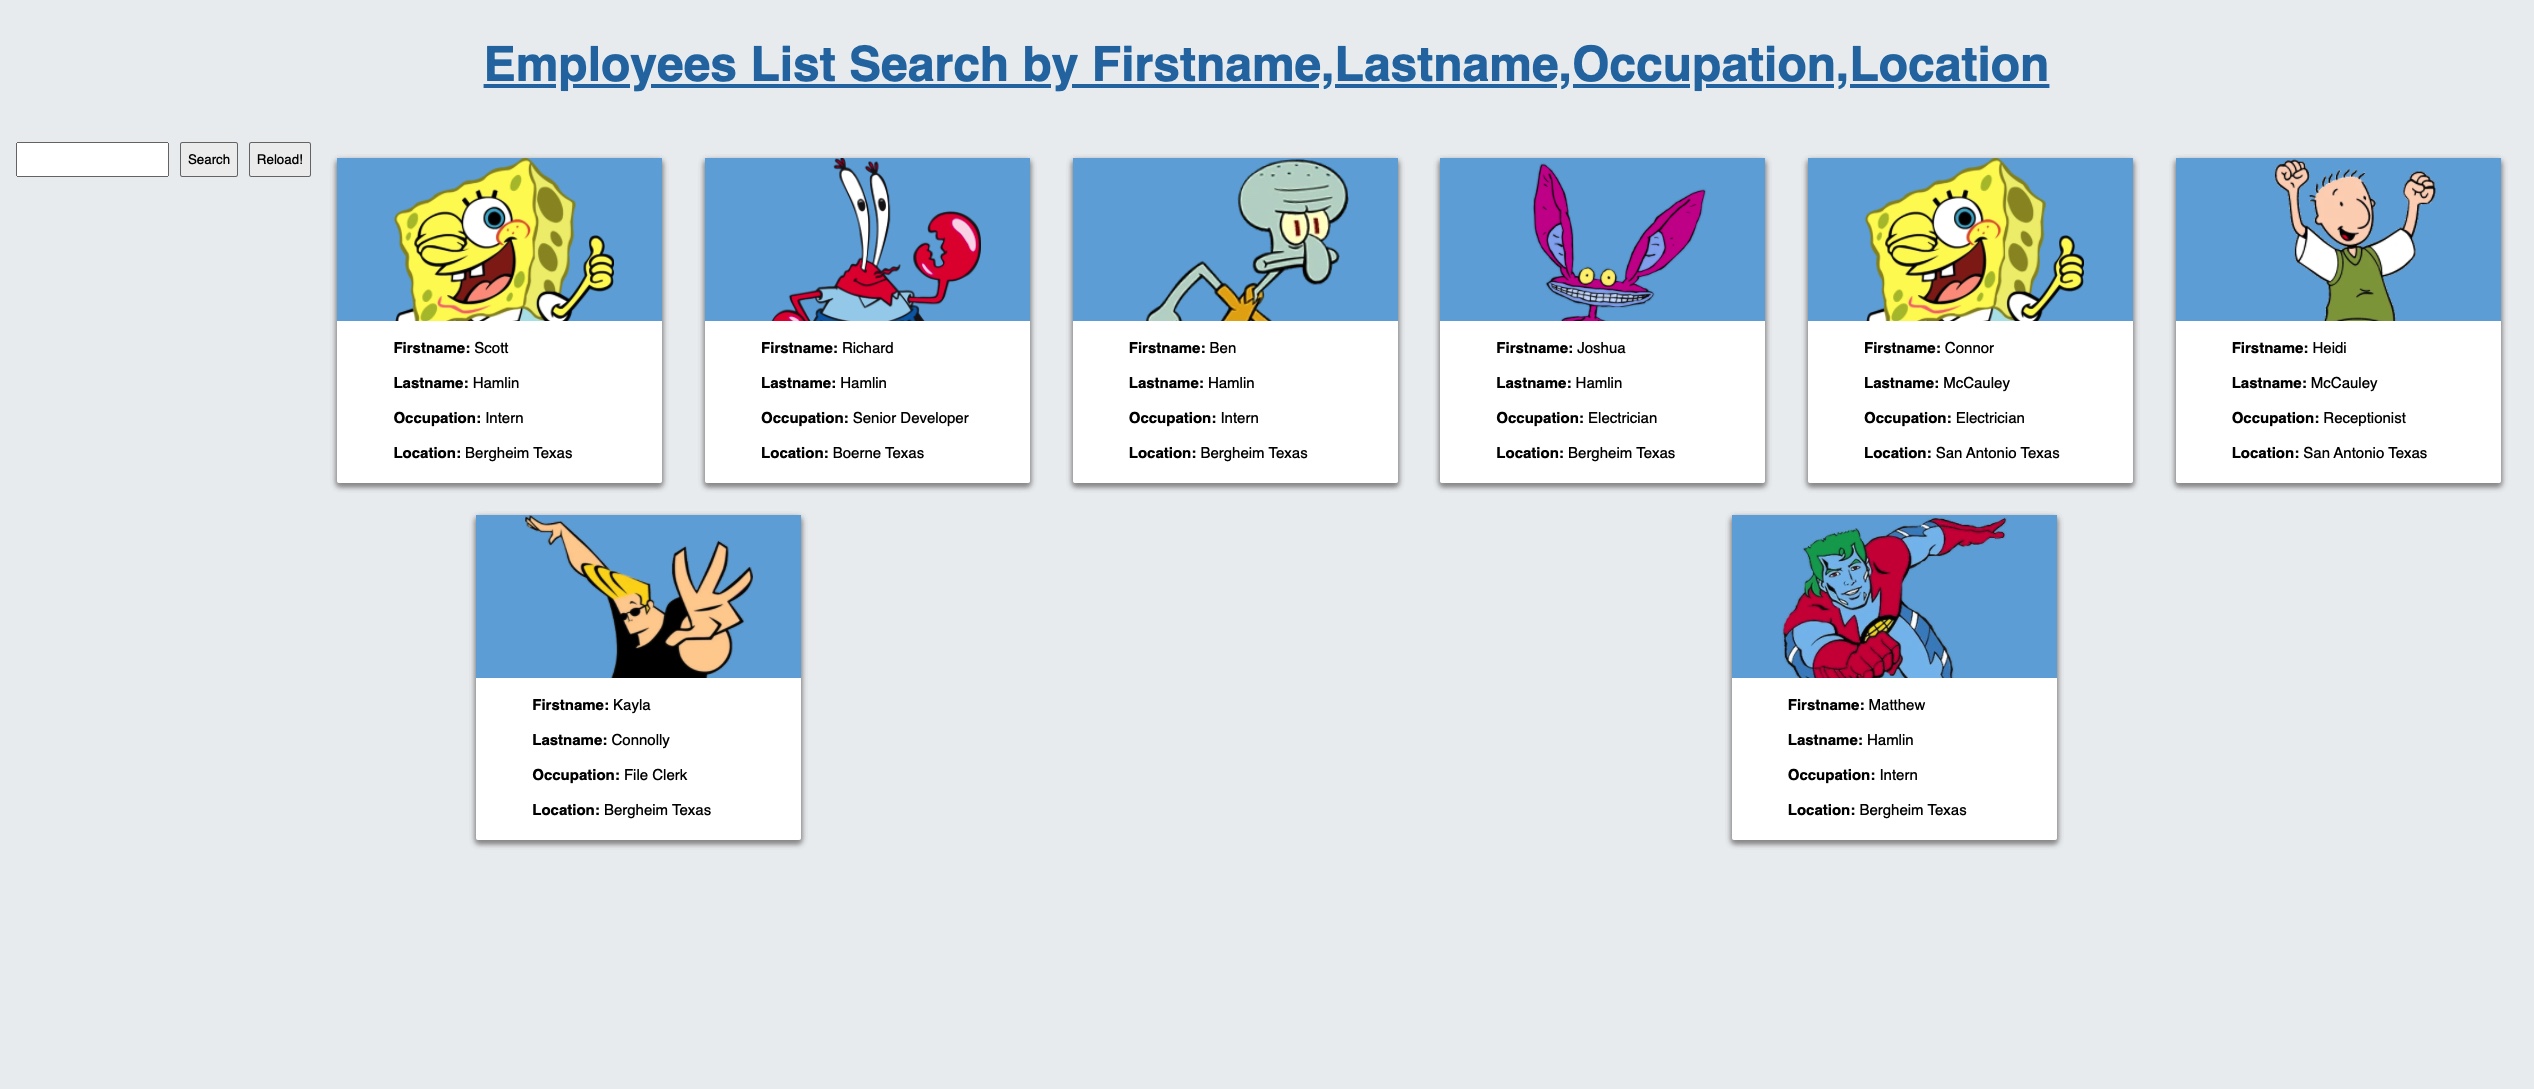 Employees List Search by Firstname,Lastname,Occupation,Location
Search
Reload!
Firstname: Scott
Lastname: Hamlin
Occupation: Intern
Location: Bergheim Texas
Firstname: Richard
Lastname: Hamlin
Occupation: Senior Developer
Location: Boerne Texas
Firstname: Ben
Lastname: Hamlin
Occupation: Intern
Location: Bergheim Texas
Firstname: Joshua
Lastname: Hamlin
Occupation: Electrician
Location: Bergheim Texas
Firstname: Connor
Lastname: McCauley
Occupation: Electrician
Location: San Antonio Texas
Firstname: Heidi
Lastname: McCauley
Occupation: Receptionist
Location: San Antonio Texas
Firstname: Kayla
Lastname: Connolly
Occupation: File Clerk
Location: Bergheim Texas
Firstname: Matthew
Lastname: Hamlin
Occupation: Intern
Location: Bergheim Texas